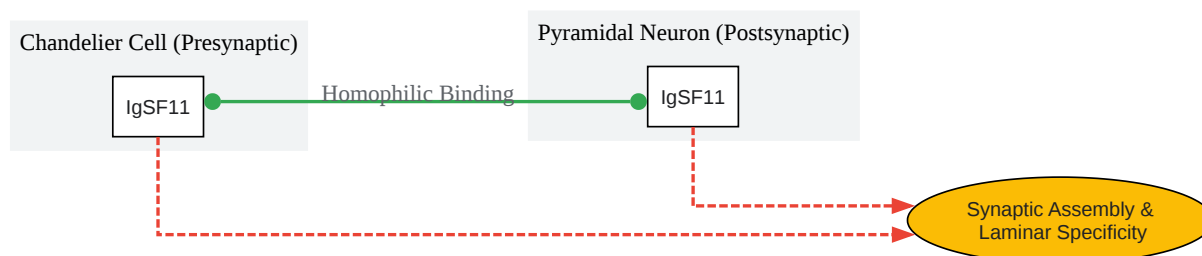 Chandelier Cell (Presynaptic)
Pyramidal Neuron (Postsynaptic)
IgSF11
Homophilic Binding
IgSF11
Synaptic Assembly &
Laminar Specificity